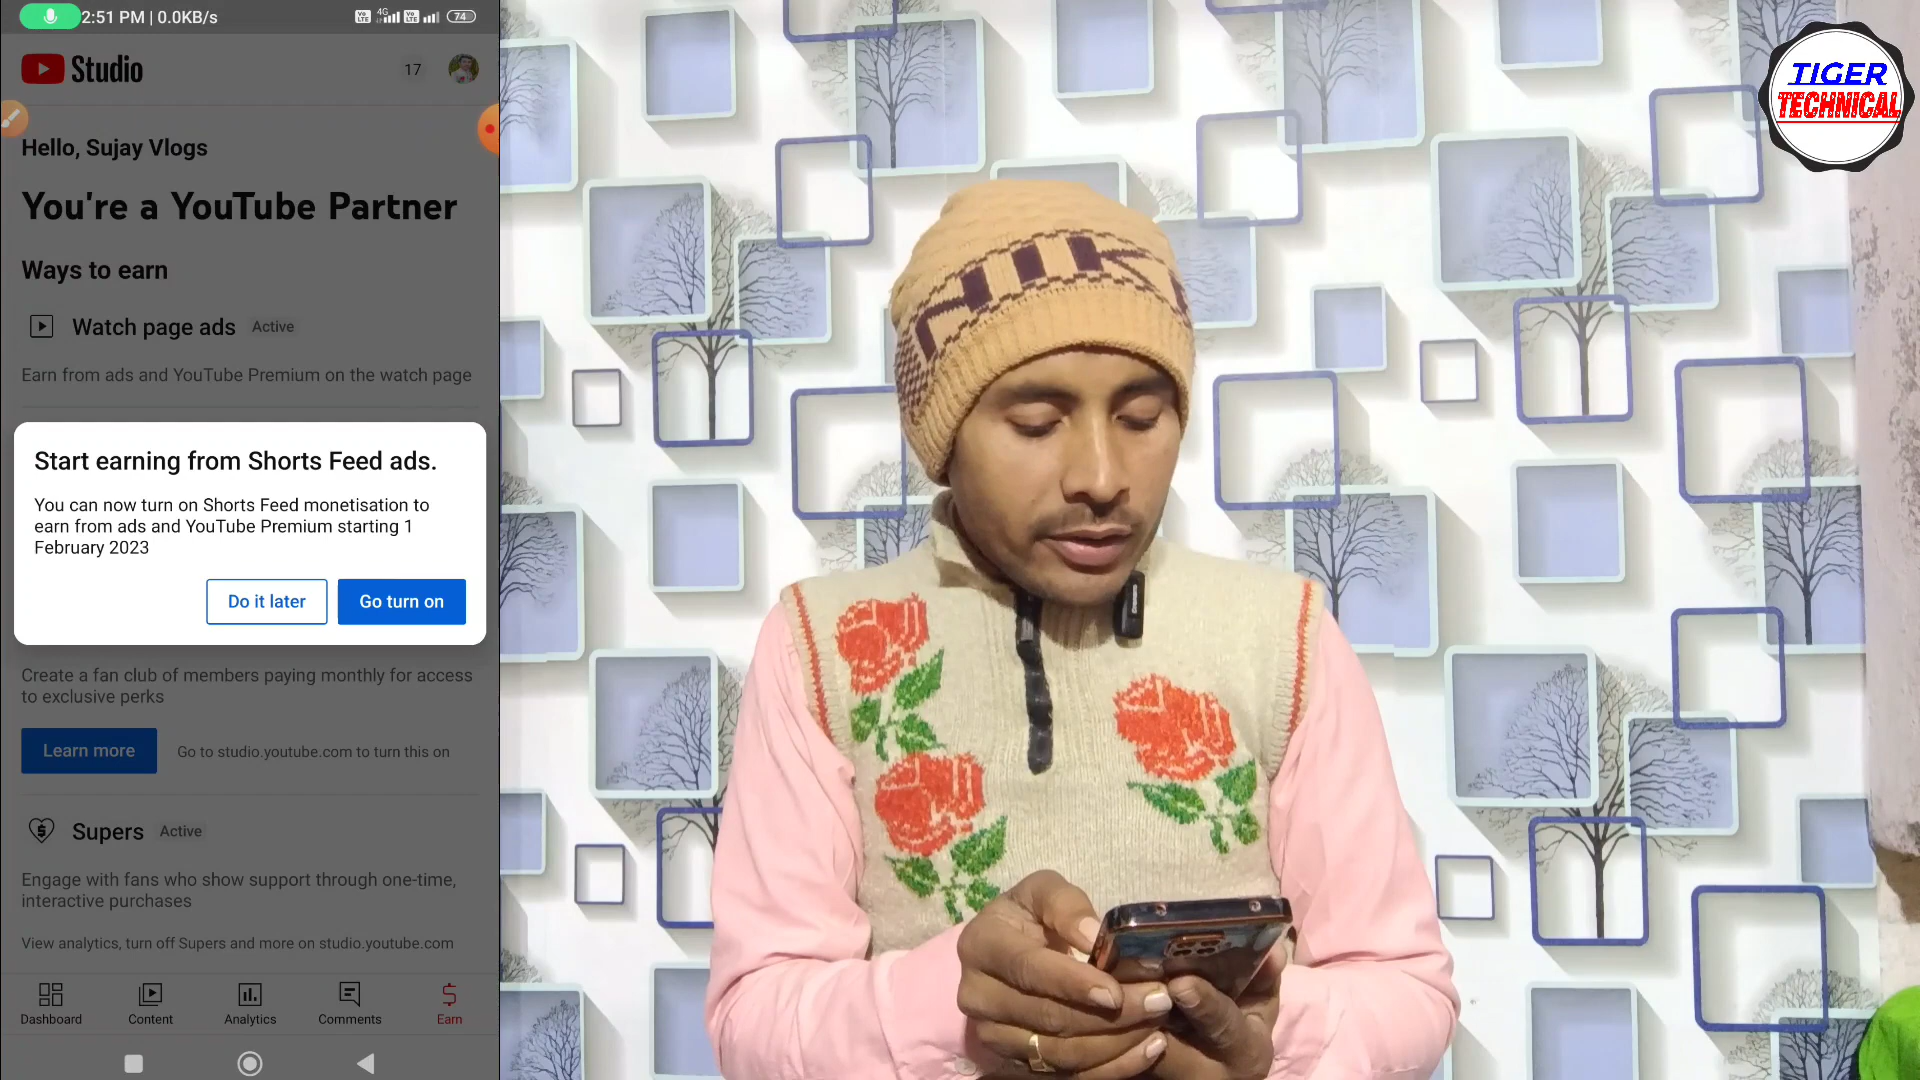 2:51 PM | 0.0KB/s
Vo LTE 4G Vo LTE 74
Studio
17
Hello, Sujay Vlogs
You're a YouTube Partner
Ways to earn
Watch page ads Active
Earn from ads and YouTube Premium on the watch page
Start earning from Shorts Feed ads.
You can now turn on Shorts Feed monetisation to
earn from ads and YouTube Premium starting 1
February 2023
Do it later Go turn on
Create a fan club of members paying monthly for access
to exclusive perks
Learn more Go to studio.youtube.com to turn this on
Supers Active
Engage with fans who show support through one-time,
interactive purchases
View analytics, turn off Supers and more on studio.youtube.com
Dashboard Content Analytics Comments Earn
TIGER
TECHNICAL